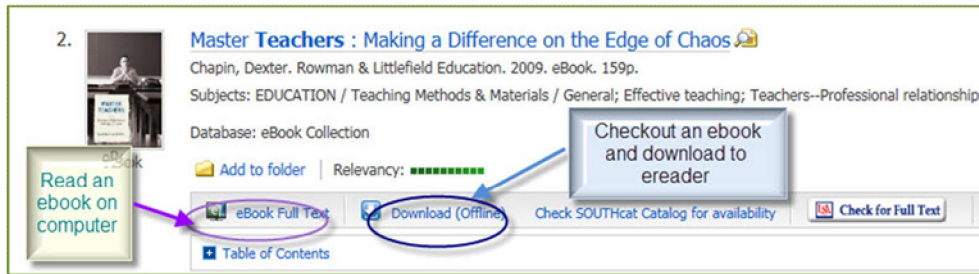 2.
Master Teachers : Making a Difference on the Edge of Chaos
Chapin, Dexter. Rowman & Littlefield Education. 2009. eBook. 159p.
Subjects: EDUCATION / Teaching Methods & Materials / General; Effective teaching; Teachers--Professional relationship
MASTER
TEACHERS
Database: eBook Collection
eBook
Checkout an ebook
and download to
ereader
Add to folder Relevancy:
Read an
ebook on
computer
eBook Full Text Download (Offline) Check SOUTHcat Catalog for availability Check for Full Text
Table of Contents